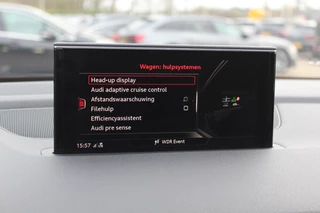 Wagen: hulpsystemen
Head-up display
Audi adaptive cruise control
Afstandswaarschuwing
Filehulp
Efficiencyassistent
Audi pre sense
15:57
WDR Event